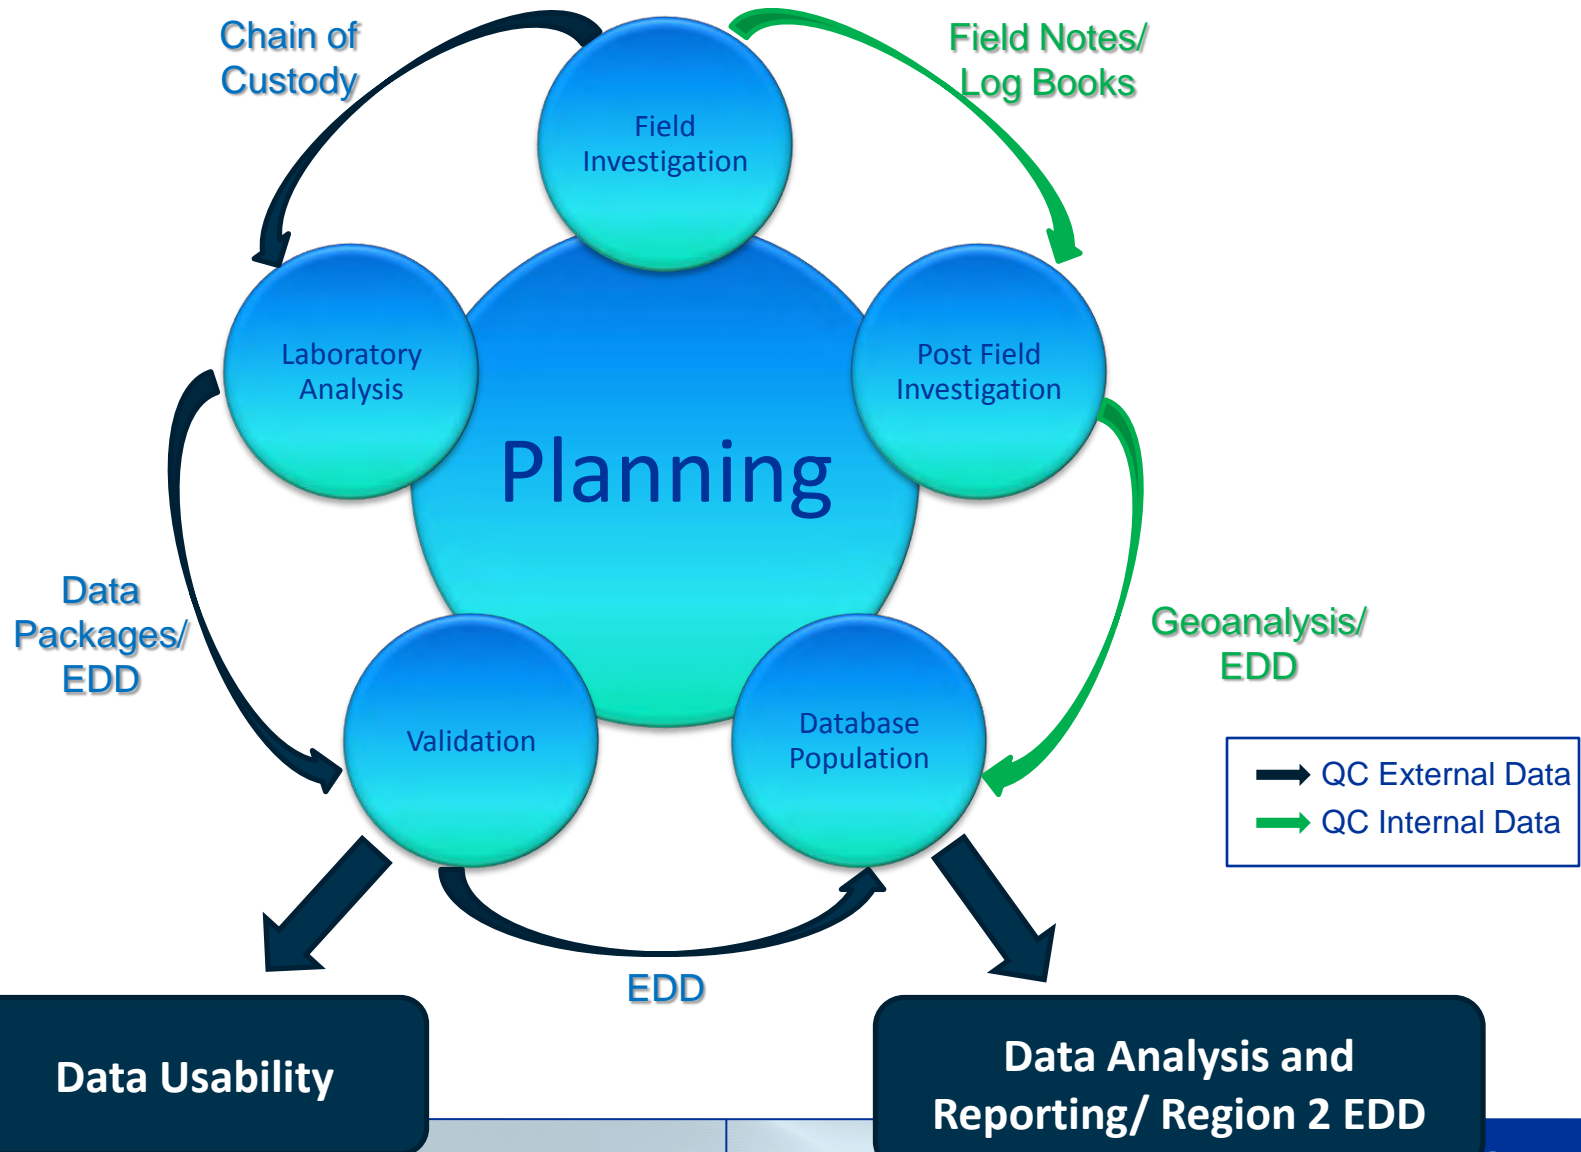 Chain of
Custody
Field Notes/
Log Books
Field
Investigation
Laboratory
Analysis
Post Field
Investigation
Planning
Data
Packages/
EDD
Geoanalysis/
EDD
Validation
Database
Population
QC External Data
QC Internal Data
EDD
Data Usability
Data Analysis and
Reporting/ Region 2 EDD